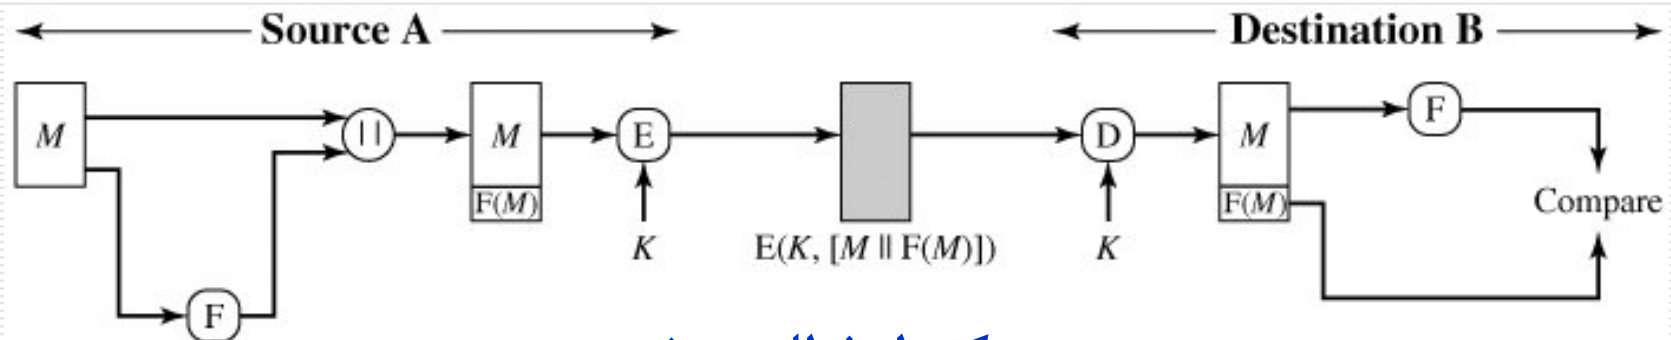 Source A Destination B
M || M E D M F
F(M) F(M) Compare
K E(K, [M || F(M)]) K
F